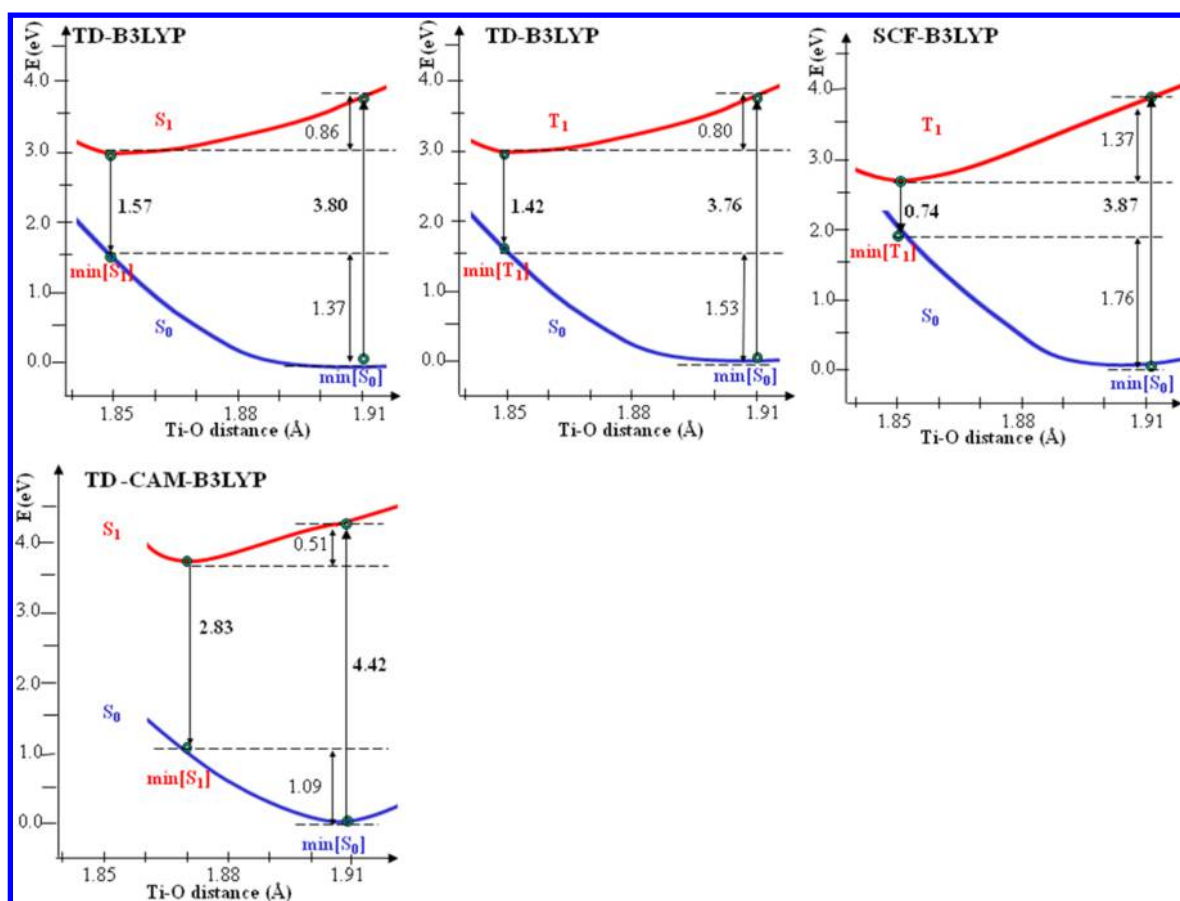 TD-B3LYP
E(eV)
4.0
3.0
2.0
1.0
0.0
S1
0.86
1.57
3.80
min[S1]
1.37
S0
min[S0]
1.85
1.88
1.91
Ti-O distance (Å)
TD-B3LYP
E(eV)
4.0
3.0
2.0
1.0
0.0
T1
0.80
1.42
3.76
min[T1]
1.53
S0
min[S0]
1.85
1.88
1.91
Ti-O distance (Å)
SCF-B3LYP
E(eV)
4.0
3.0
2.0
1.0
0.0
T1
1.37
0.74
3.87
min[T1]
1.76
S0
min[S0]
1.85
1.88
1.91
Ti-O distance (Å)
TD-CAM-B3LYP
E(eV)
4.0
3.0
2.0
1.0
0.0
S1
0.51
2.83
4.42
S0
min[S1]
1.09
min[S0]
1.85
1.88
1.91
Ti-O distance (Å)